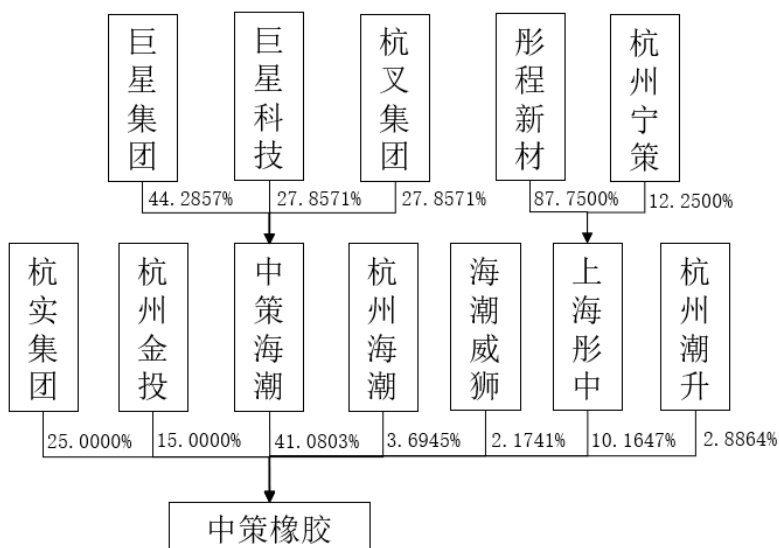 巨星集团
巨星科技
杭叉集团
彤程新材
杭州宁策
44.2857%
27.8571%
27.8571%
87.7500%
12.2500%
杭实集团
杭州金投
中策海潮
杭州海潮
海潮威狮
上海彤中
杭州潮升
25.0000%
15.0000%
41.0803%
3.6945%
2.1741%
10.1647%
2.8864%
中策橡胶